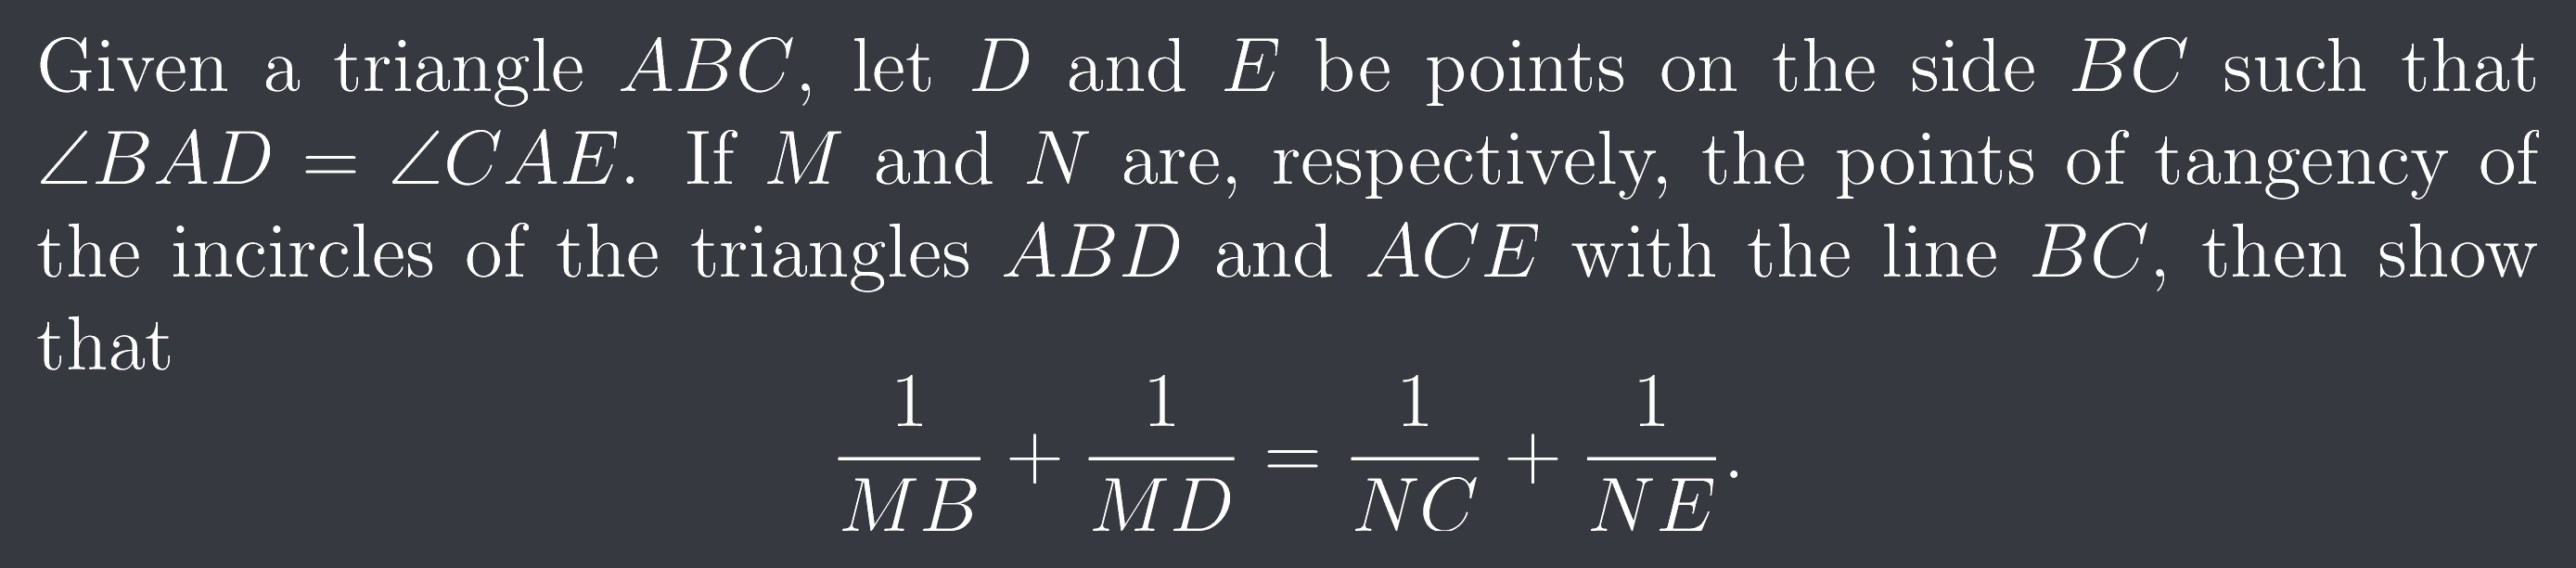 Given a triangle ABC, let D and E be points on the side BC such that
∠BAD = ∠CAE. If M and N are, respectively, the points of tangency of
the incircles of the triangles ABD and ACE with the line BC, then show
that
1/MB + 1/MD = 1/NC + 1/NE.